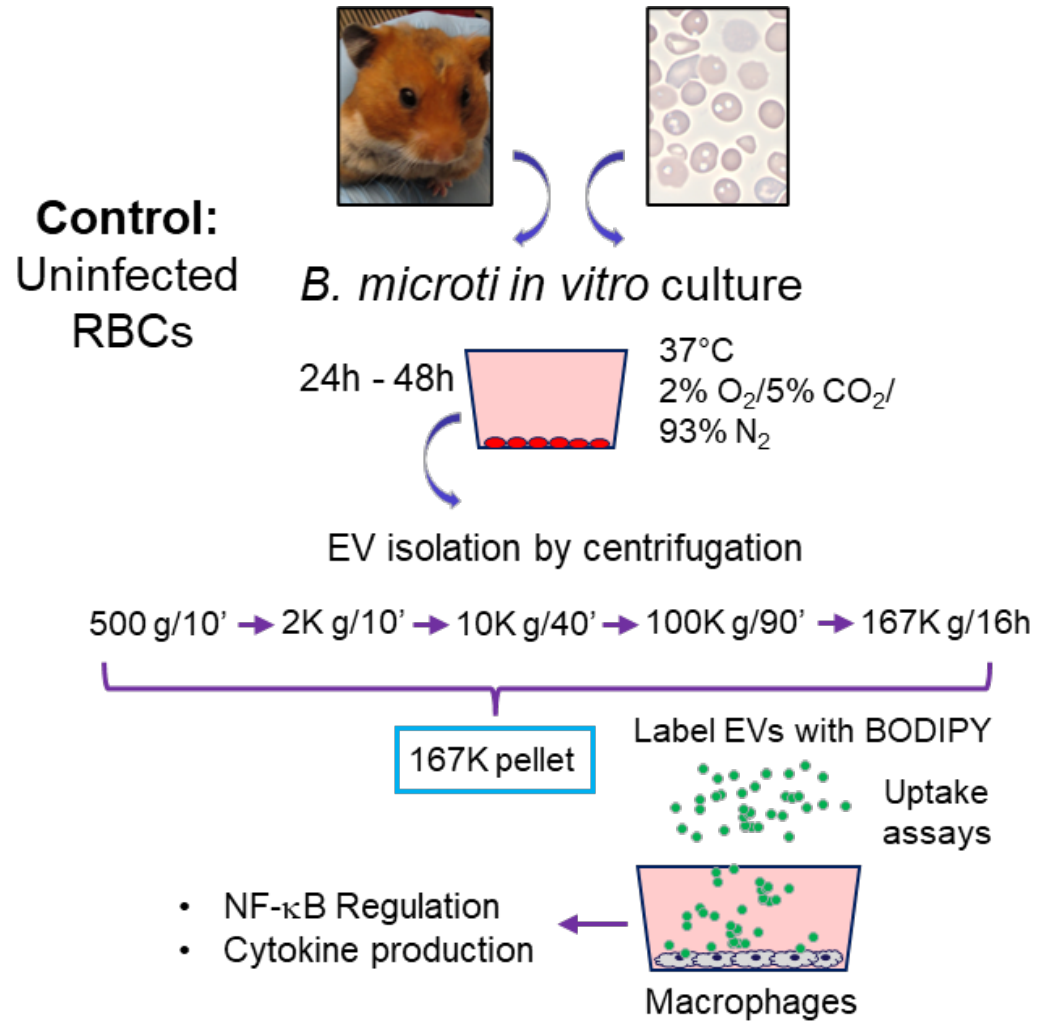 Control:
Uninfected
RBCs
B. microti in vitro culture
24h - 48h
37°C
2% O₂/5% CO₂/
93% N₂
EV isolation by centrifugation
500 g/10’ 2K g/10’ 10K g/40’ 100K g/90’ 167K g/16h
167K pellet
Label EVs with BODIPY
Uptake
assays
• NF-κB Regulation
• Cytokine production
Macrophages